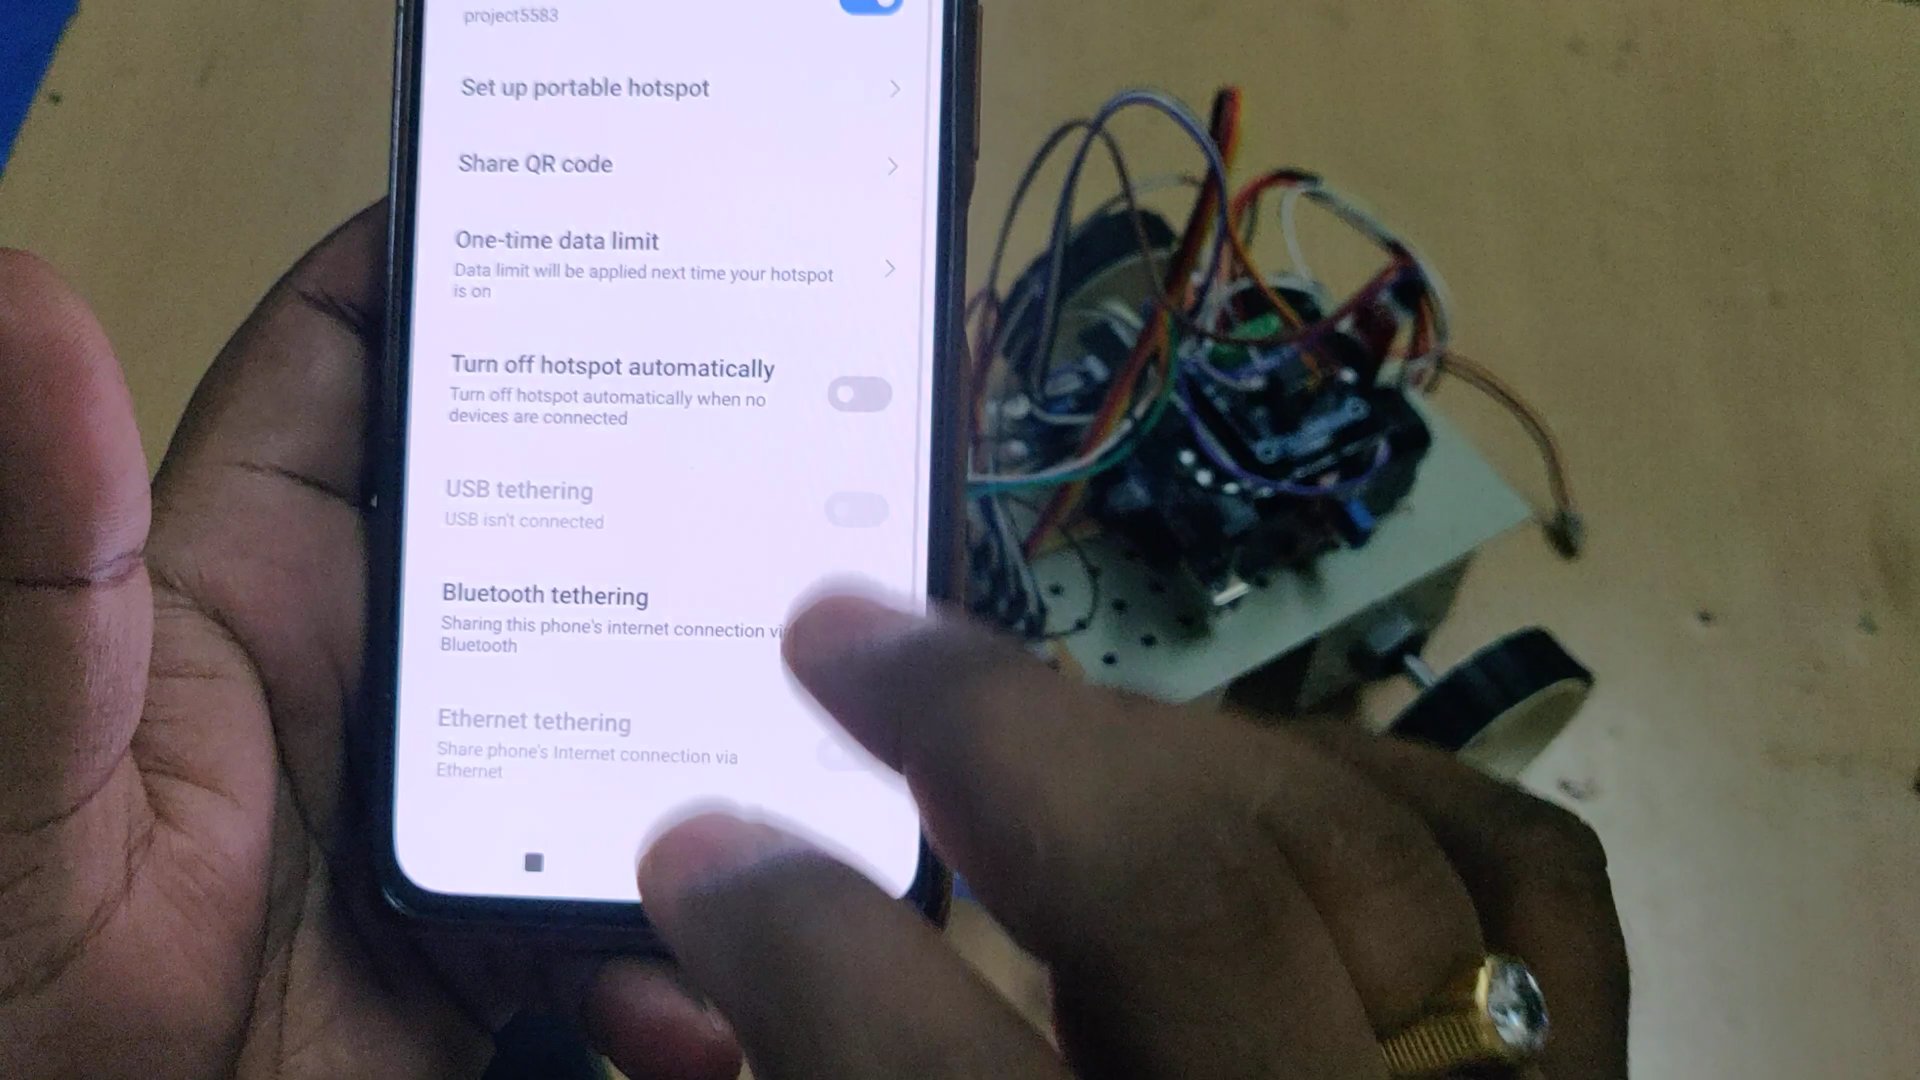 project5583
Set up portable hotspot
Share QR code
One-time data limit
Data limit will be applied next time your hotspot
is on
Turn off hotspot automatically
Turn off hotspot automatically when no
devices are connected
USB tethering
USB isn't connected
Bluetooth tethering
Sharing this phone's internet connection vi
Bluetooth
Ethernet tethering
Share phone's Internet connection via
Ethernet